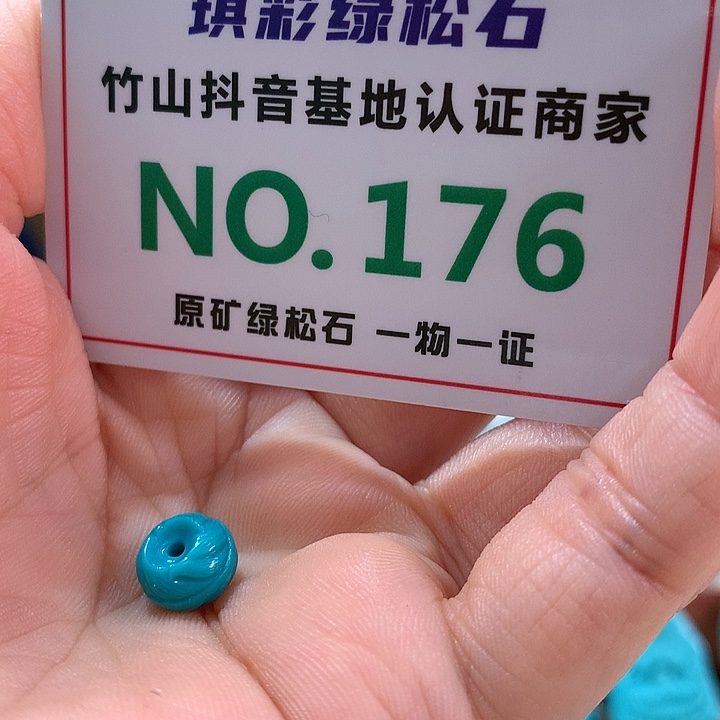 琪彩绿松石
竹山抖音基地认证商家
NO.176
原矿绿松石 一物一证